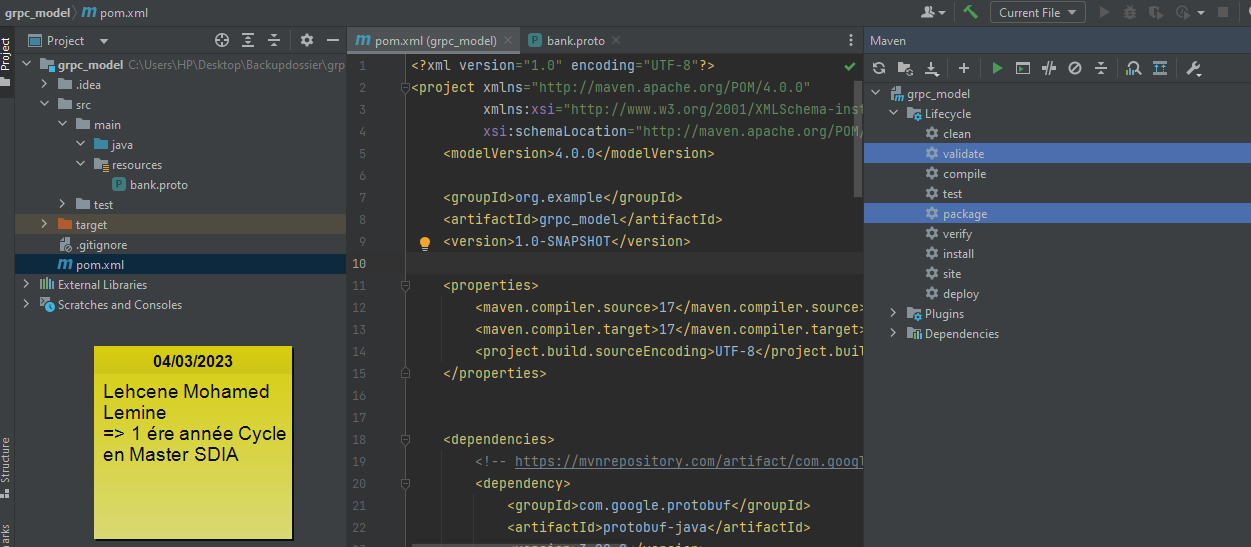 grpc_model pom.xml
Current File
Project
pom.xml (grpc_model)
bank.proto
Maven
Project
Structure
grpc_model C:\Users\HP\Desktop\Backupdossier\grp
.idea
src
main
java
resources
bank.proto
test
target
.gitignore
pom.xml
External Libraries
Scratches and Consoles
04/03/2023
Lehcene Mohamed
Lemine
=> 1 ére année Cycle
en Master SDIA
1 <?xml version="1.0" encoding="UTF-8"?>
2 <project xmlns="http://maven.apache.org/POM/4.0.0"
3 xmlns:xsi="http://www.w3.org/2001/XMLSchema-inst
4 xsi:schemaLocation="http://maven.apache.org/POM/
5 <modelVersion>4.0.0</modelVersion>
6
7 <groupId>org.example</groupId>
8 <artifactId>grpc_model</artifactId>
9 <version>1.0-SNAPSHOT</version>
10
11 <properties>
12 <maven.compiler.source>17</maven.compiler.source>
13 <maven.compiler.target>17</maven.compiler.target>
14 <project.build.sourceEncoding>UTF-8</project.buil
15 </properties>
16
17
18 <dependencies>
19 <!-- https://mvnrepository.com/artifact/com.googl
20 <dependency>
21 <groupId>com.google.protobuf</groupId>
22 <artifactId>protobuf-java</artifactId>
grpc_model
Lifecycle
clean
validate
compile
test
package
verify
install
site
deploy
Plugins
Dependencies